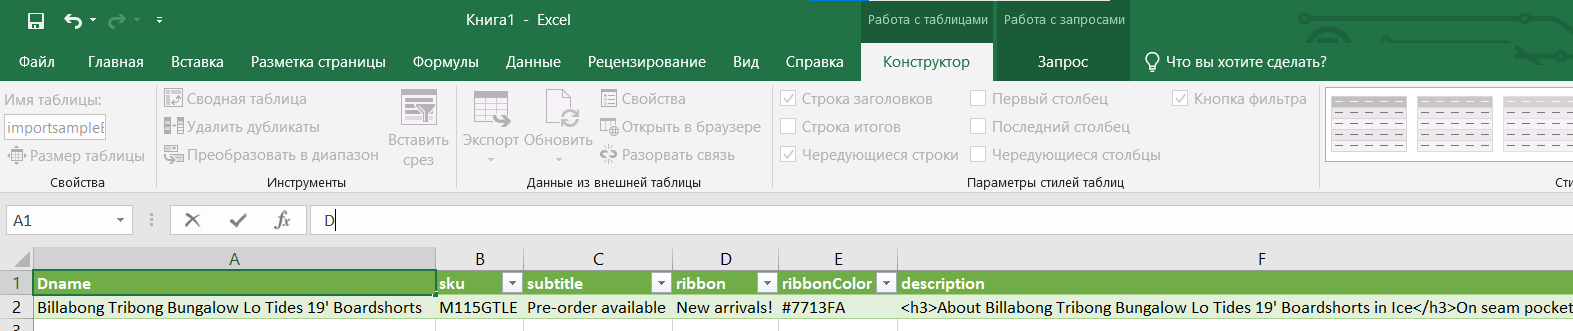 Книга1 - Excel
Работа с таблицами
Работа с запросами
Файл
Главная
Вставка
Разметка страницы
Формулы
Данные
Рецензирование
Вид
Справка
Конструктор
Запрос
Что вы хотите сделать?
Имя таблицы:
importsampleE
Размер таблицы
Свойства
Сводная таблица
Удалить дубликаты
Преобразовать в диапазон
Вставить
срез
Инструменты
Экспорт
Обновить
Свойства
Открыть в браузере
Разорвать связь
Данные из внешней таблицы
Строка заголовков
Строка итогов
Чередующиеся строки
Первый столбец
Последний столбец
Чередующиеся столбцы
Кнопка фильтра
Параметры стилей таблиц
Сти
A1
fx
D
A B C D E F
1 Dname sku subtitle ribbon ribbonColor description
2 Billabong Tribong Bungalow Lo Tides 19' Boardshorts M115GTLE Pre-order available New arrivals! #7713FA <h3>About Billabong Tribong Bungalow Lo Tides 19' Boardshorts in Ice</h3>On seam pocket